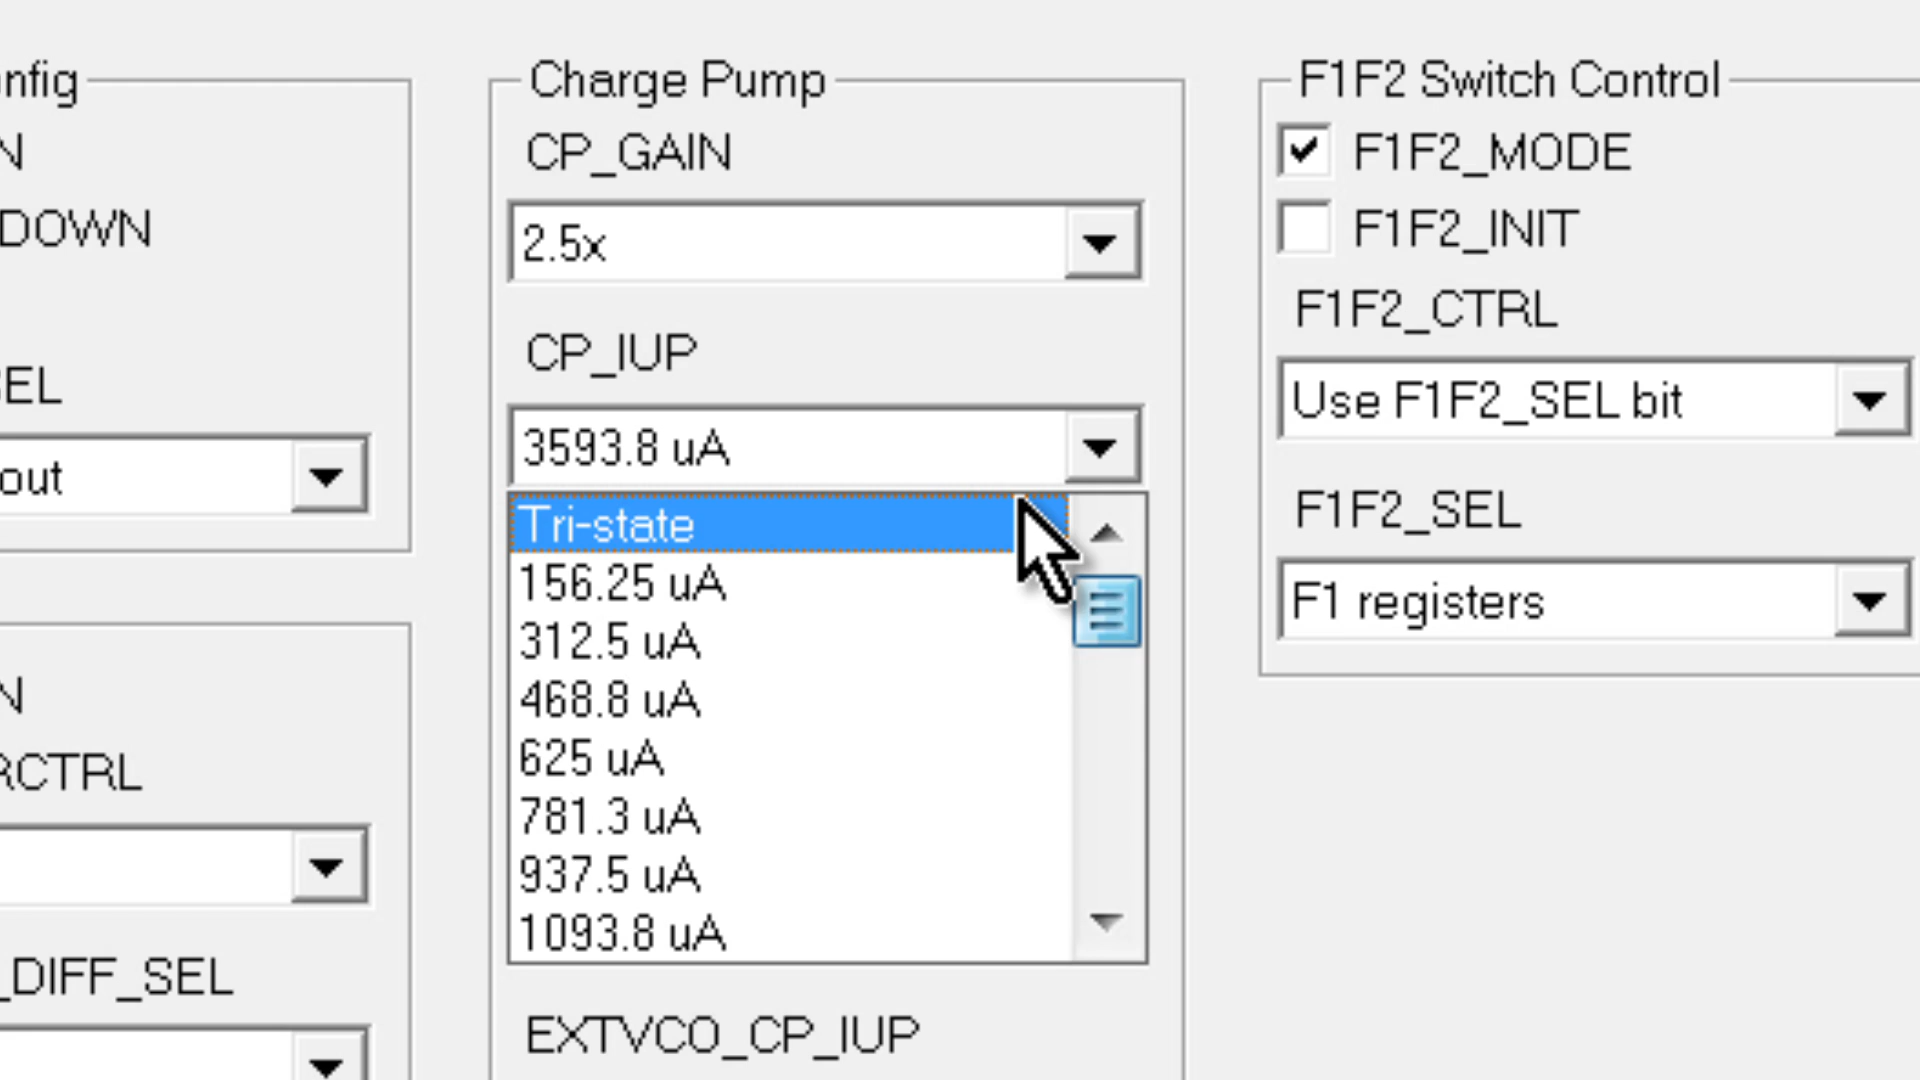 nfig
N
DOWN
EL
out
N
RCTRL
_DIFF_SEL
Charge Pump
CP_GAIN
2.5x
CP_IUP
3593.8 uA
Tri-state
156.25 uA
312.5 uA
468.8 uA
625 uA
781.3 uA
937.5 uA
1093.8 uA
EXTVCO_CP_IUP
F1F2 Switch Control
F1F2_MODE
F1F2_INIT
F1F2_CTRL
Use F1F2_SEL bit
F1F2_SEL
F1 registers